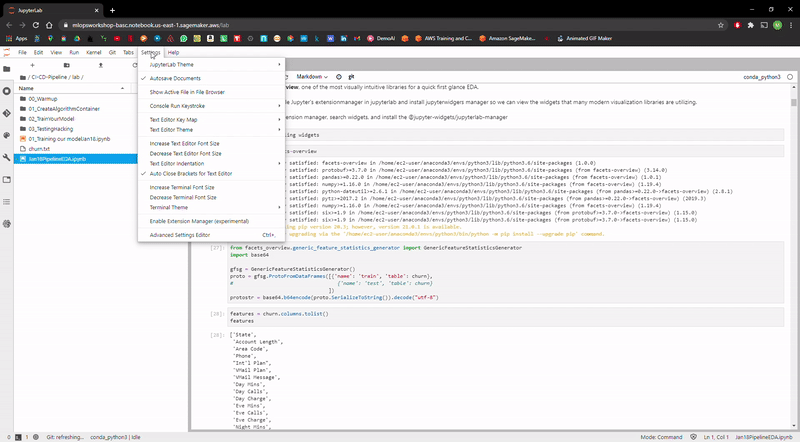 JupyterLab
mlopsworkshop-basc.notebook.us-east-1.sagemaker.aws/lab
Apps
DemoAI
AWS Training and C...
Amazon SageMake...
Animated GIF Maker
File Edit View Run Kernel Git Tabs Settings Help
JupyterLab Theme
Autosave Documents
Show Active File in File Browser
Console Run Keystroke
Text Editor Key Map
Text Editor Theme
Increase Text Editor Font Size
Decrease Text Editor Font Size
Text Editor Indentation
Auto Close Brackets for Text Editor
Increase Terminal Font Size
Decrease Terminal Font Size
Terminal Theme
Enable Extension Manager (experimental)
Advanced Settings Editor Ctrl+,
/ CI-CD-Pipeline / lab /
Name
00_Warmup
01_CreateAlgorithmContainer
02_TrainYourModel
03_TestingHacking
01_Training our modelJan18.ipynb
churn.txt
Jan18PipelineEDA.ipynb
Markdown
conda_python3
view. one of the most visually intuitive libraries for a quick first glance EDA.
le Jupyter's extensionmanager in jupyterlab and install jupyterwidgets manager so we can view the widgets that many modern visualization libraries are utilizing.
ension manager, search widgets, and install the @jupyter-widgets/jupyterlab-manager
ing widgets
s-overview
satisfied: facets-overview in /home/ec2-user/anaconda3/envs/python3/lib/python3.6/site-packages (1.0.0)
satisfied: protobuf>=3.7.0 in /home/ec2-user/anaconda3/envs/python3/lib/python3.6/site-packages (from facets-overview) (3.14.0)
satisfied: pandas>=0.22.0 in /home/ec2-user/anaconda3/envs/python3/lib/python3.6/site-packages (from facets-overview) (1.0.1)
satisfied: numpy>=1.16.0 in /home/ec2-user/anaconda3/envs/python3/lib/python3.6/site-packages (from facets-overview) (1.19.4)
satisfied: python-dateutil>=2.6.1 in /home/ec2-user/anaconda3/envs/python3/lib/python3.6/site-packages (from pandas>=0.22.0->facets-overview) (2.8.1)
satisfied: pytz>=2017.2 in /home/ec2-user/anaconda3/envs/python3/lib/python3.6/site-packages (from pandas>=0.22.0->facets-overview) (2019.3)
satisfied: numpy>=1.16.0 in /home/ec2-user/anaconda3/envs/python3/lib/python3.6/site-packages (from facets-overview) (1.19.4)
satisfied: six>=1.9 in /home/ec2-user/anaconda3/envs/python3/lib/python3.6/site-packages (from protobuf>=3.7.0->facets-overview) (1.15.0)
satisfied: six>=1.9 in /home/ec2-user/anaconda3/envs/python3/lib/python3.6/site-packages (from protobuf>=3.7.0->facets-overview) (1.15.0)
ing pip version 20.3; however, version 21.0.1 is available.
upgrading via the '/home/ec2-user/anaconda3/envs/python3/bin/python -m pip install --upgrade pip' command.
[27]: from facets_overview.generic_feature_statistics_generator import GenericFeatureStatisticsGenerator
import base64
gfsg = GenericFeatureStatisticsGenerator()
proto = gfsg.ProtoFromDataFrames([{'name': 'train', 'table': churn},
# {'name': 'test', 'table': churn}
])
protostr = base64.b64encode(proto.SerializeToString()).decode("utf-8")
[28]: features = churn.columns.tolist()
features
[28]: ['State',
'Account Length',
'Area Code',
'Phone',
"Int'l Plan",
'VMail Plan',
'VMail Message',
'Day Mins',
'Day Calls',
'Day Charge',
'Eve Mins',
'Eve Calls',
'Eve Charge',
'Night Mins',
0 1 Git: refreshing... conda_python3 | Idle
Mode: Command Ln 1, Col 1 Jan18PipelineEDA.ipynb